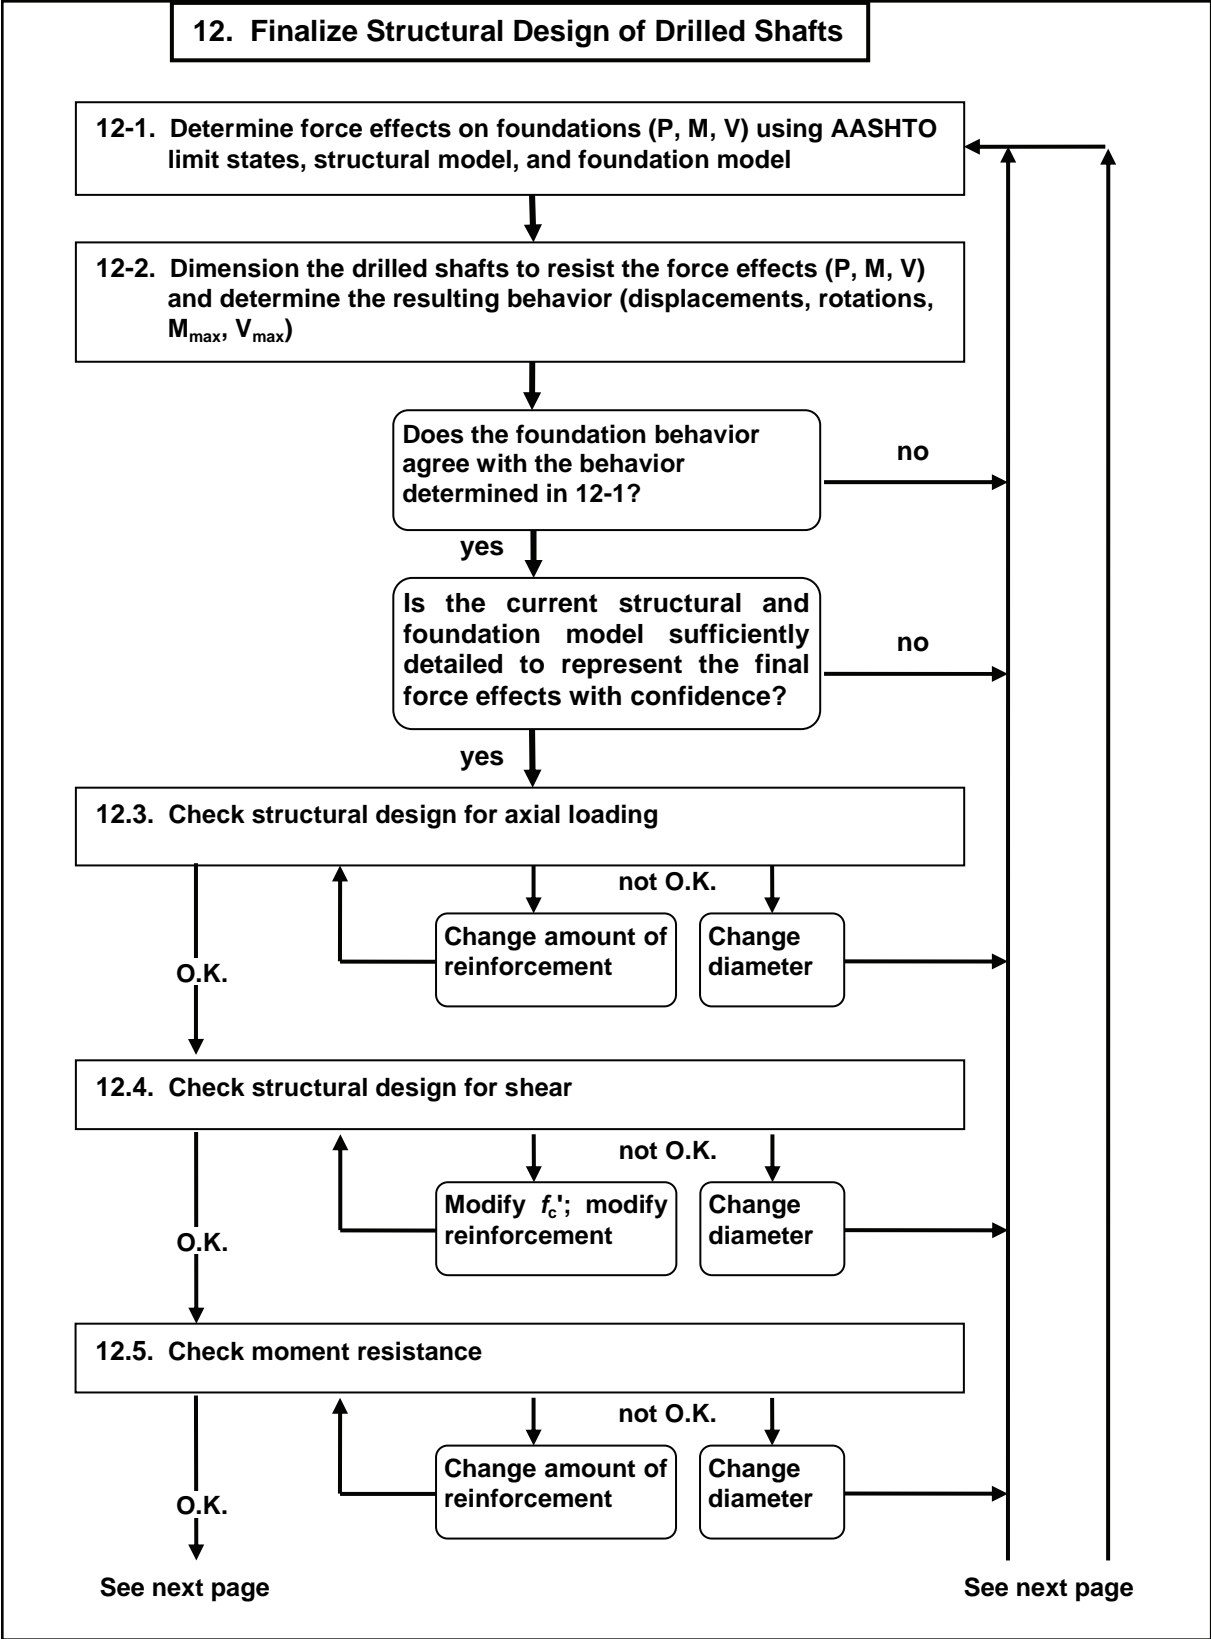 12. Finalize Structural Design of Drilled Shafts
12-1. Determine force effects on foundations (P, M, V) using AASHTO
limit states, structural model, and foundation model
12-2. Dimension the drilled shafts to resist the force effects (P, M, V)
and determine the resulting behavior (displacements, rotations,
Mmax, Vmax)
Does the foundation behavior
agree with the behavior
determined in 12-1?
no
yes
Is the current structural and
foundation model sufficiently
detailed to represent the final
force effects with confidence?
no
yes
12.3. Check structural design for axial loading
not O.K.
Change amount of
reinforcement
Change
diameter
O.K.
12.4. Check structural design for shear
not O.K.
Modify fc'; modify
reinforcement
Change
diameter
O.K.
12.5. Check moment resistance
not O.K.
Change amount of
reinforcement
Change
diameter
O.K.
See next page
See next page